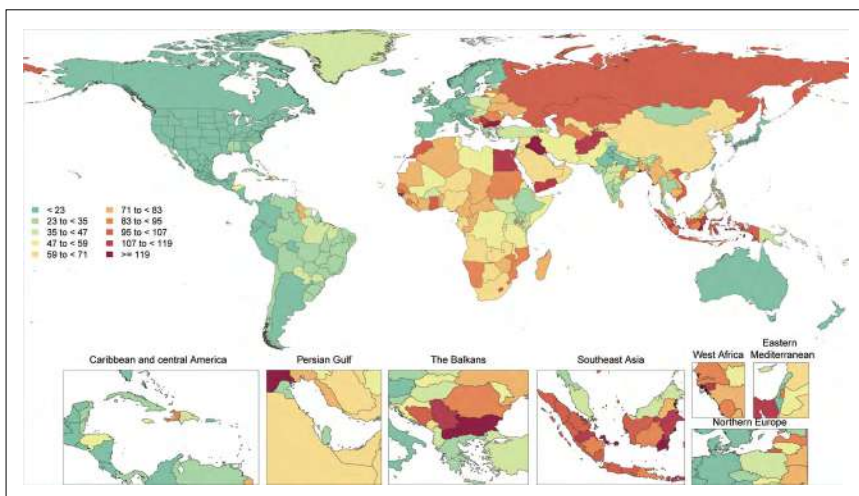 < 23
23 to < 35
35 to < 47
47 to < 59
59 to < 71
71 to < 83
83 to < 95
95 to < 107
107 to < 119
>= 119
Caribbean and central America
Persian Gulf
The Balkans
Southeast Asia
West Africa
Eastern
Mediterranean
Northern Europe